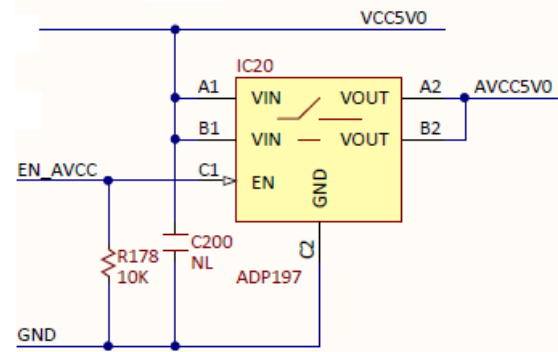 VCC5V0
IC20
A1 VIN VOUT A2 AVCC5V0
B1 VIN VOUT B2
EN_AVCC C1 EN
GND
C2
R178
10K
C200
NL
ADP197
GND